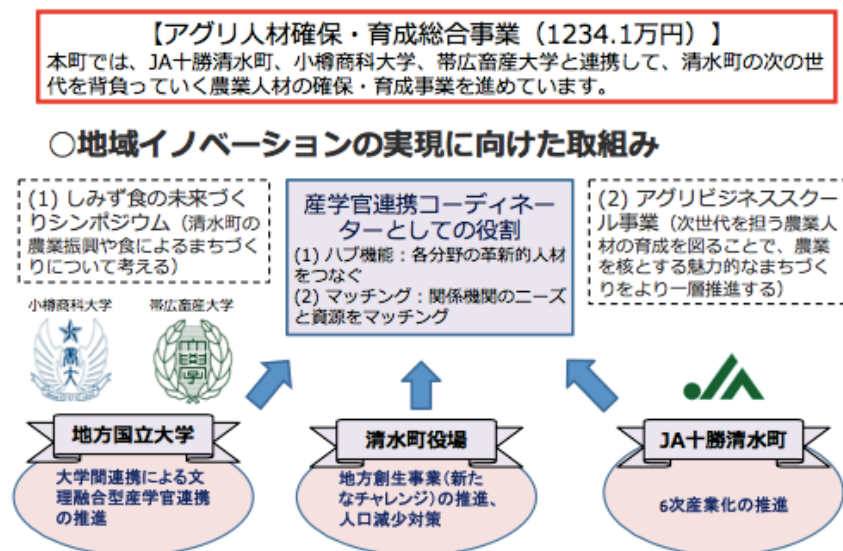 【アグリ人材確保・育成総合事業（1234.1万円）】
本町では、JA十勝清水町、小樽商科大学、帯広畜産大学と連携して、清水町の次の世
代を背負っていく農業人材の確保・育成事業を進めています。
○地域イノベーションの実現に向けた取組み
(1) しみず食の未来づく
りシンポジウム（清水町の
農業振興や食によるまちづく
りについて考える）
産学官連携コーディネー
ターとしての役割
(1) ハブ機能：各分野の革新的人材
をつなぐ
(2) マッチング：関係機関のニーズ
と資源をマッチング
(2) アグリビジネススクー
ル事業（次世代を担う農業人
材の育成を図ることで、農業
を核とする魅力的なまちづく
りをより一層推進する）
小樽商科大学
帯広畜産大学
大
商
大
大学
JA
地方国立大学
大学間連携による文
理融合型産学官連携
の推進
清水町役場
地方創生事業（新た
なチャレンジ）の推進、
人口減少対策
JA十勝清水町
6次産業化の推進